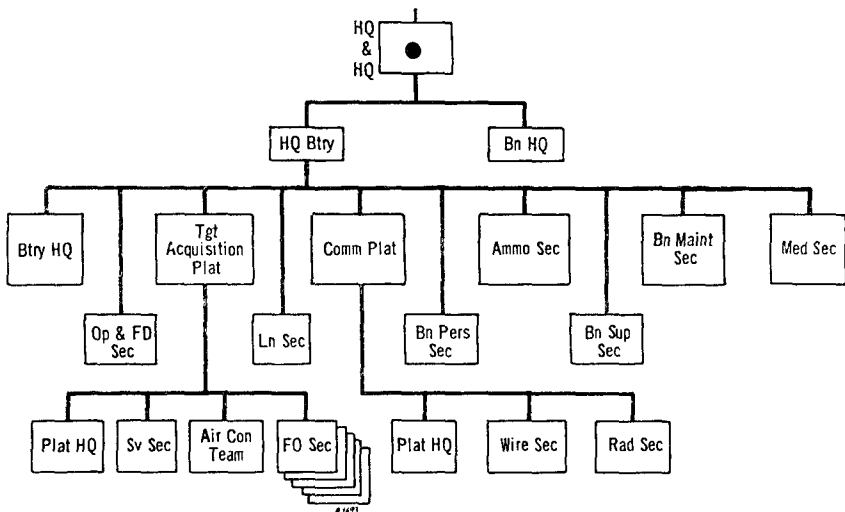 HQ
&
HQ
HQ Btry
Bn HQ
Btry HQ
Tgt
Acquisition
Plat
Comm Plat
Ammo Sec
Bn Maint
Sec
Med Sec
Op & FD
Sec
Ln Sec
Bn Pers
Sec
Bn Sup
Sec
Plat HQ
Sv Sec
Air Con
Team
FO Sec
Plat HQ
Wire Sec
Rad Sec